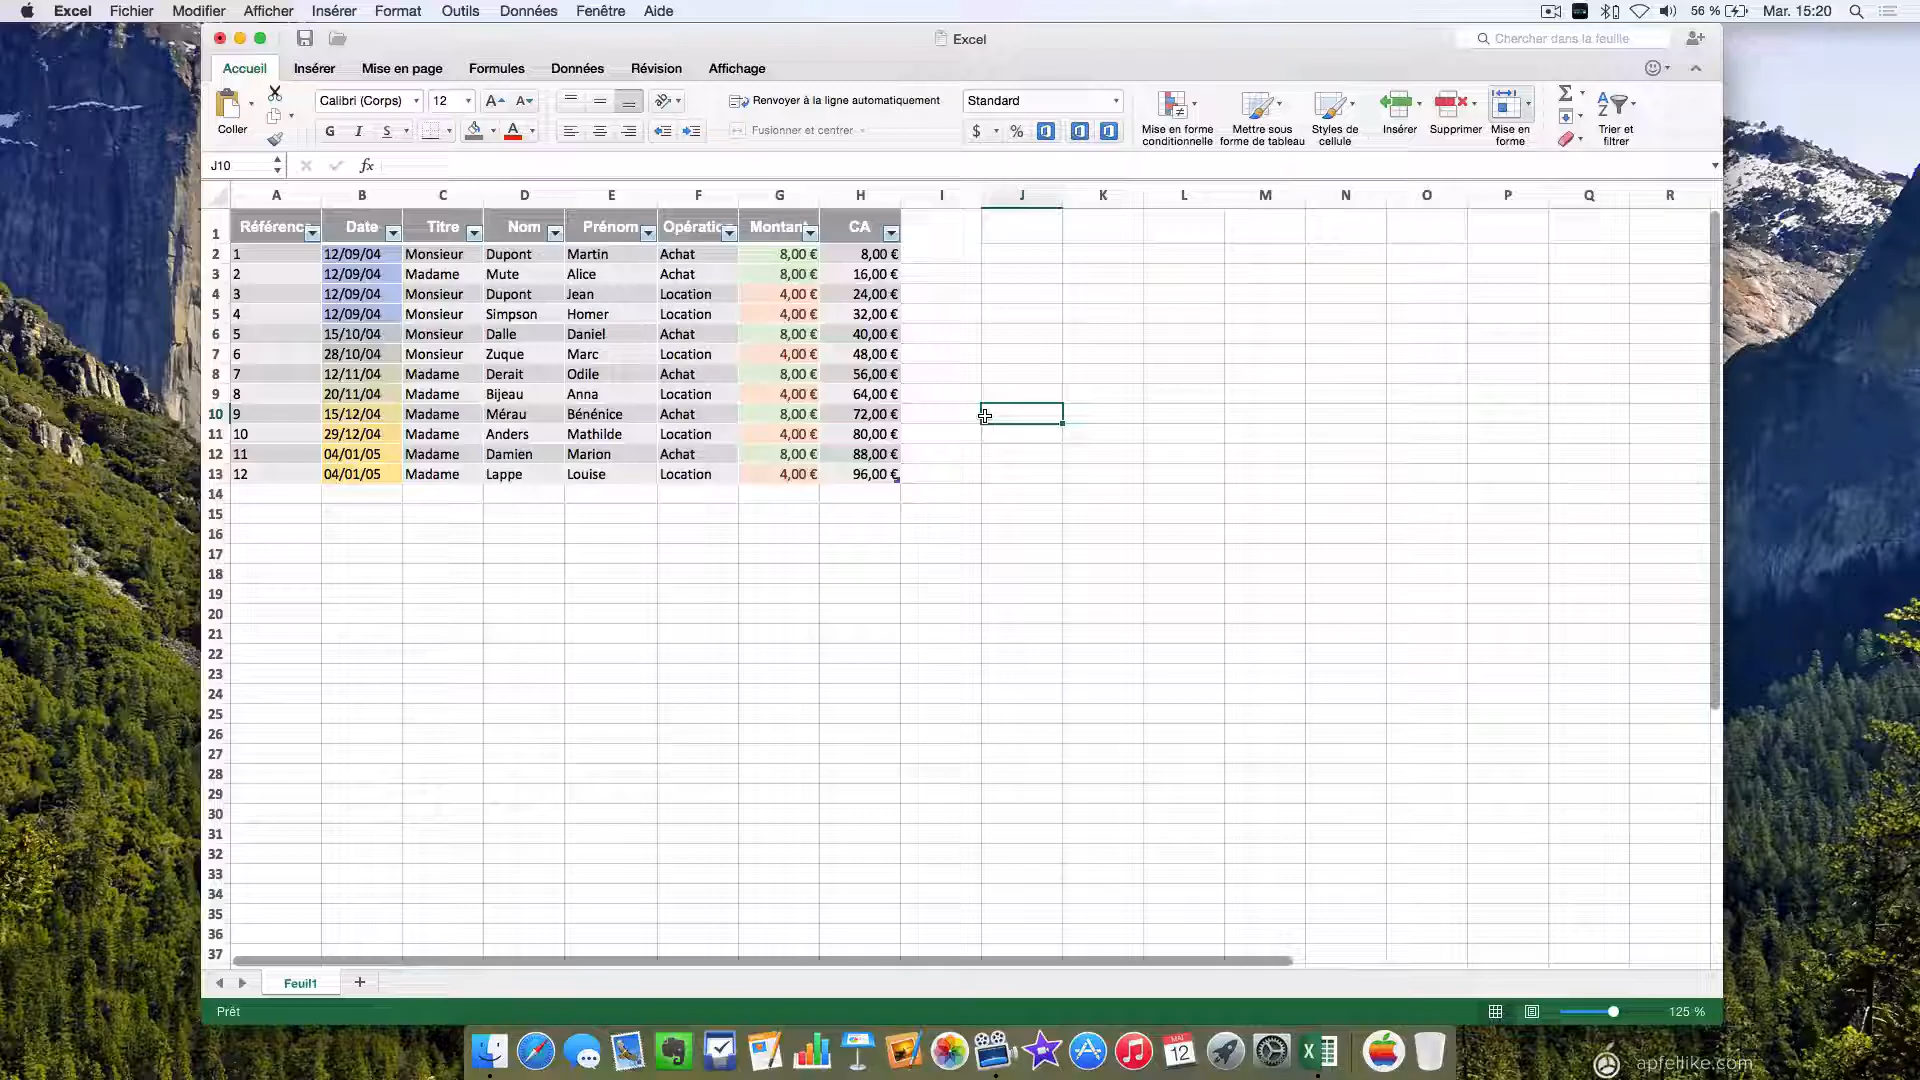 Excel Fichier Modifier Afficher Insérer Format Outils Données Fenêtre Aide 56 % Mar. 15:20
Excel Chercher dans la feuille
Accueil Insérer Mise en page Formules Données Révision Affichage
Calibri (Corps) 12 Renvoyer à la ligne automatiquement Standard
Coller G I S A Fusionner et centrer $ % Mise en forme conditionnelle Mettre sous forme de tableau Styles de cellule Insérer Supprimer Mise en forme Trier et filtrer
J10 fx
A B C D E F G H I J K L M N O P Q R
1 Référenc Date Titre Nom Prénom Opératic Montan CA
2 1 12/09/04 Monsieur Dupont Martin Achat 8,00 € 8,00 €
3 2 12/09/04 Madame Mute Alice Achat 8,00 € 16,00 €
4 3 12/09/04 Monsieur Dupont Jean Location 4,00 € 24,00 €
5 4 12/09/04 Monsieur Simpson Homer Location 4,00 € 32,00 €
6 5 15/10/04 Monsieur Dalle Daniel Achat 8,00 € 40,00 €
7 6 28/10/04 Monsieur Zuque Marc Location 4,00 € 48,00 €
8 7 12/11/04 Madame Derait Odile Achat 8,00 € 56,00 €
9 8 20/11/04 Madame Bijeau Anna Location 4,00 € 64,00 €
10 9 15/12/04 Madame Mérau Bénénice Achat 8,00 € 72,00 €
11 10 29/12/04 Madame Anders Mathilde Location 4,00 € 80,00 €
12 11 04/01/05 Madame Damien Marion Achat 8,00 € 88,00 €
13 12 04/01/05 Madame Lappe Louise Location 4,00 € 96,00 €
14
15
16
17
18
19
20
21
22
23
24
25
26
27
28
29
30
31
32
33
34
35
36
37
Feuil1 +
Prêt 125 %
MAI
12
apfellike.com